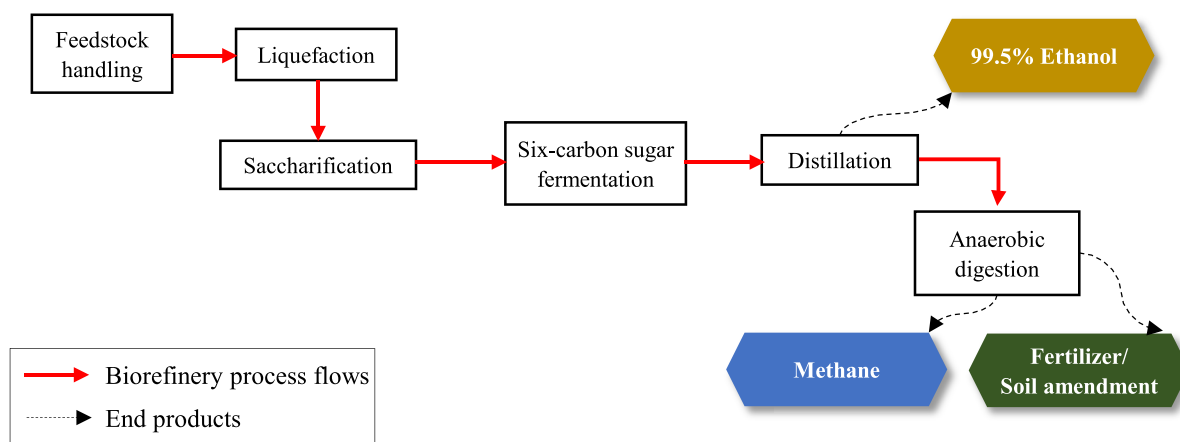 Feedstock
handling
Liquefaction
99.5% Ethanol
Saccharification
Six-carbon sugar
fermentation
Distillation
Anaerobic
digestion
Methane
Fertilizer/
Soil amendment
Biorefinery process flows
End products